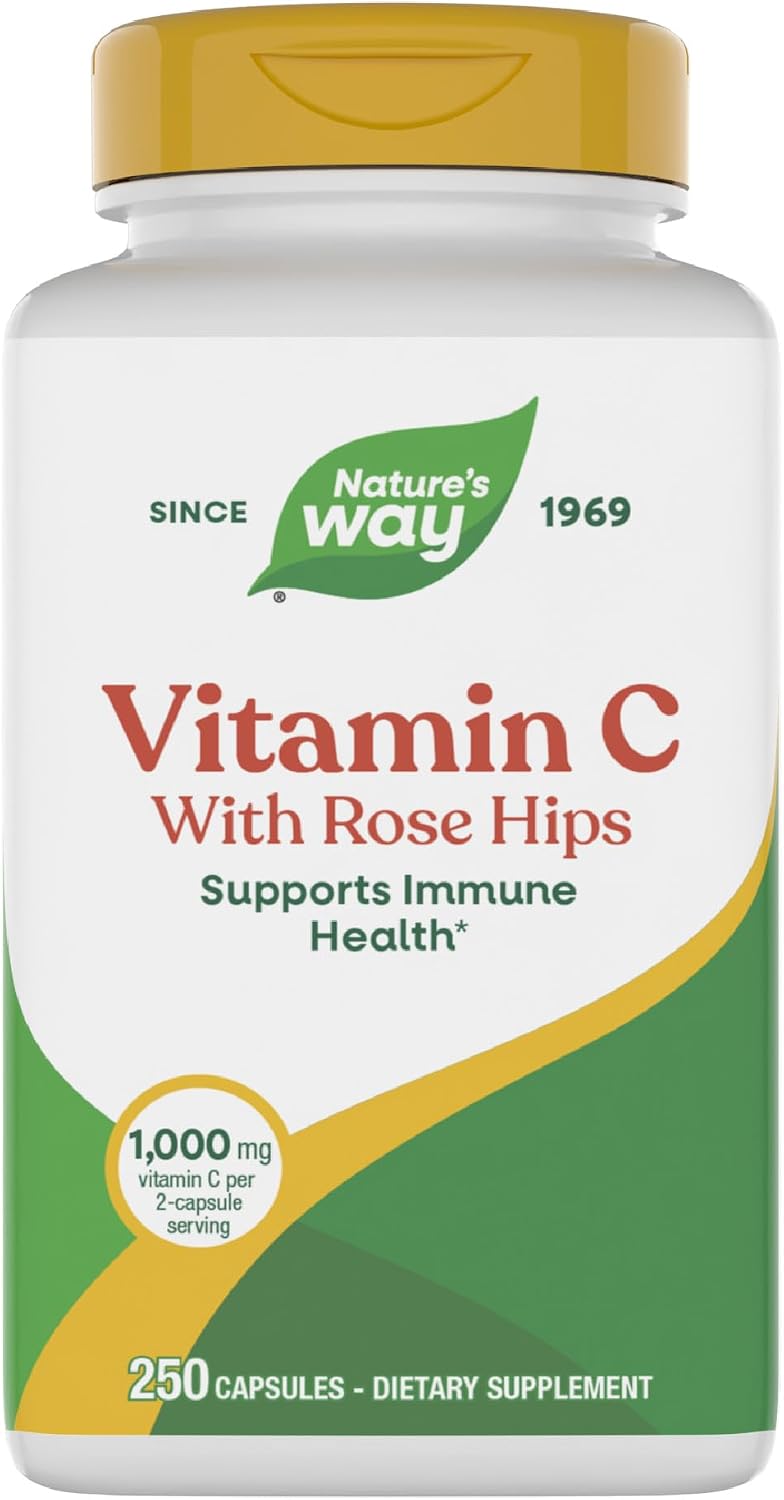 SINCE
Nature's
way
®
1969
Vitamin C
With Rose Hips
Supports Immune
Health*
1,000 mg
vitamin C per
2-capsule
serving
250 CAPSULES - DIETARY SUPPLEMENT